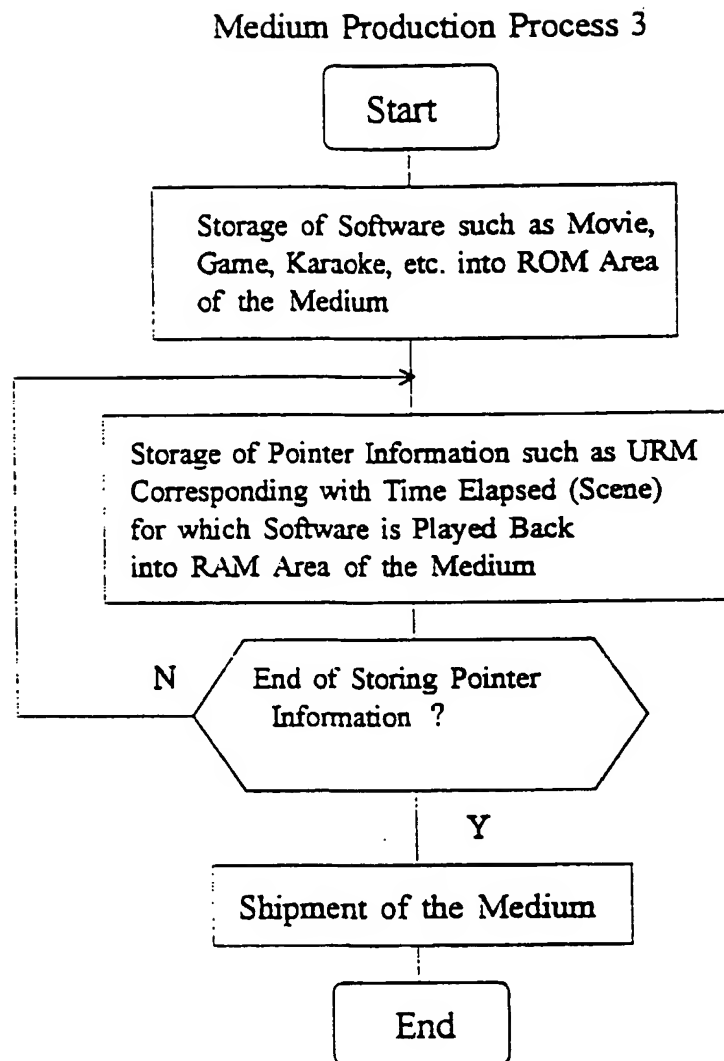 Medium Production Process 3
Start
Storage of Software such as Movie,
Game, Karaoke, etc. into ROM Area
of the Medium
Storage of Pointer Information such as URM
Corresponding with Time Elapsed (Scene)
for which Software is Played Back
into RAM Area of the Medium
End of Storing Pointer
Information ?
N
Y
Shipment of the Medium
End